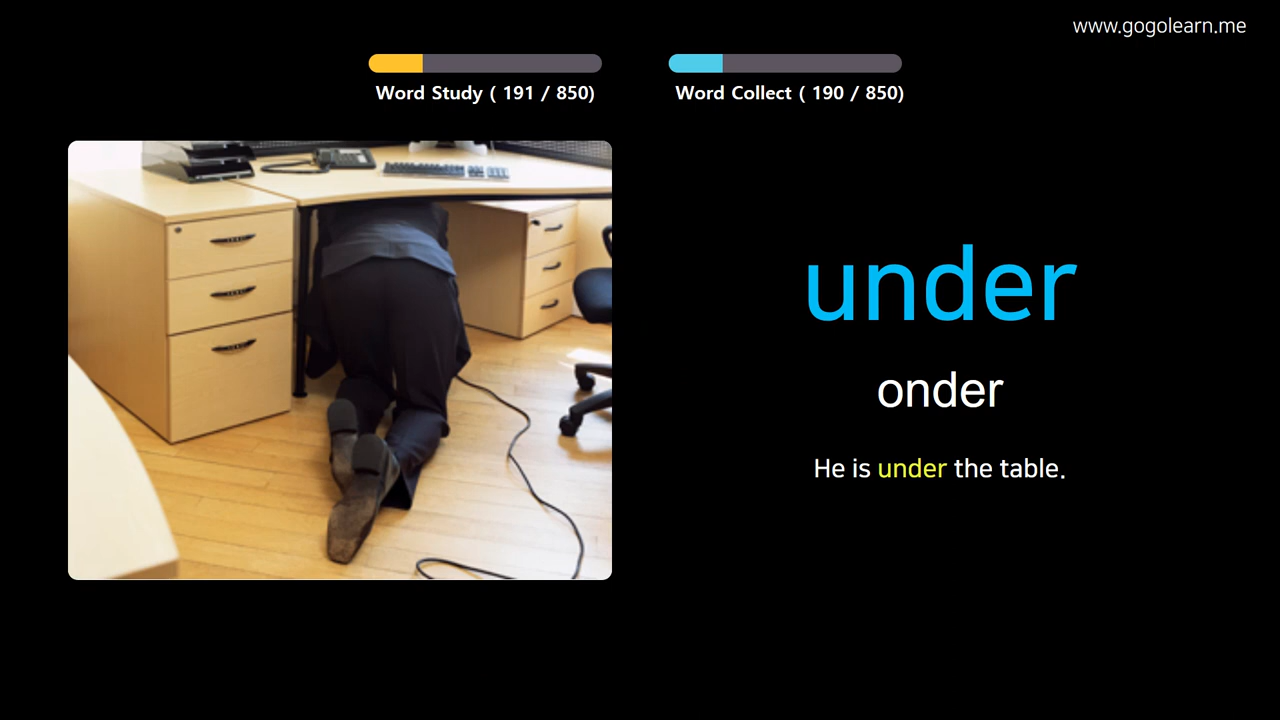 www.gogolearn.me
Word Study ( 191 / 850)
Word Collect ( 190 / 850)
under
onder
He is under the table.